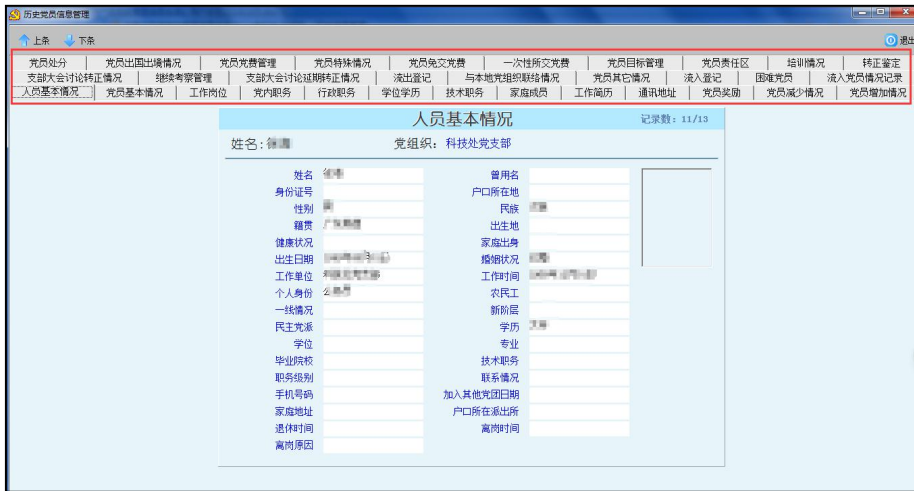 历史党员信息管理
上条 下条 退出
党员处分 党员出国出境情况 党员党费管理 党员特殊情况 党员免交党费 一次性所交党费 党员目标管理 党员责任区 培训情况 转正鉴定
支部大会讨论转正情况 继续考察管理 支部大会讨论延期转正情况 流出登记 与本地党组织联络情况 党员其它情况 流入登记 困难党员 流入党员情况记录
人员基本情况 党员基本情况 工作岗位 党内职务 行政职务 学位学历 技术职务 家庭成员 工作简历 通讯地址 党员奖励 党员减少情况 党员增加情况
人员基本情况 记录数：11/13
姓名： 党组织：科技处党支部
姓名 曾用名
身份证号 户口所在地
性别 民族
籍贯 出生地
健康状况 家庭出身
出生日期 婚姻状况
工作单位 工作时间
个人身份 农民工
一线情况 新阶层
民主党派 学历
学位 专业
毕业院校 技术职务
职务级别 联系情况
手机号码 加入其他党团日期
家庭地址 户口所在派出所
退休时间 离岗时间
离岗原因